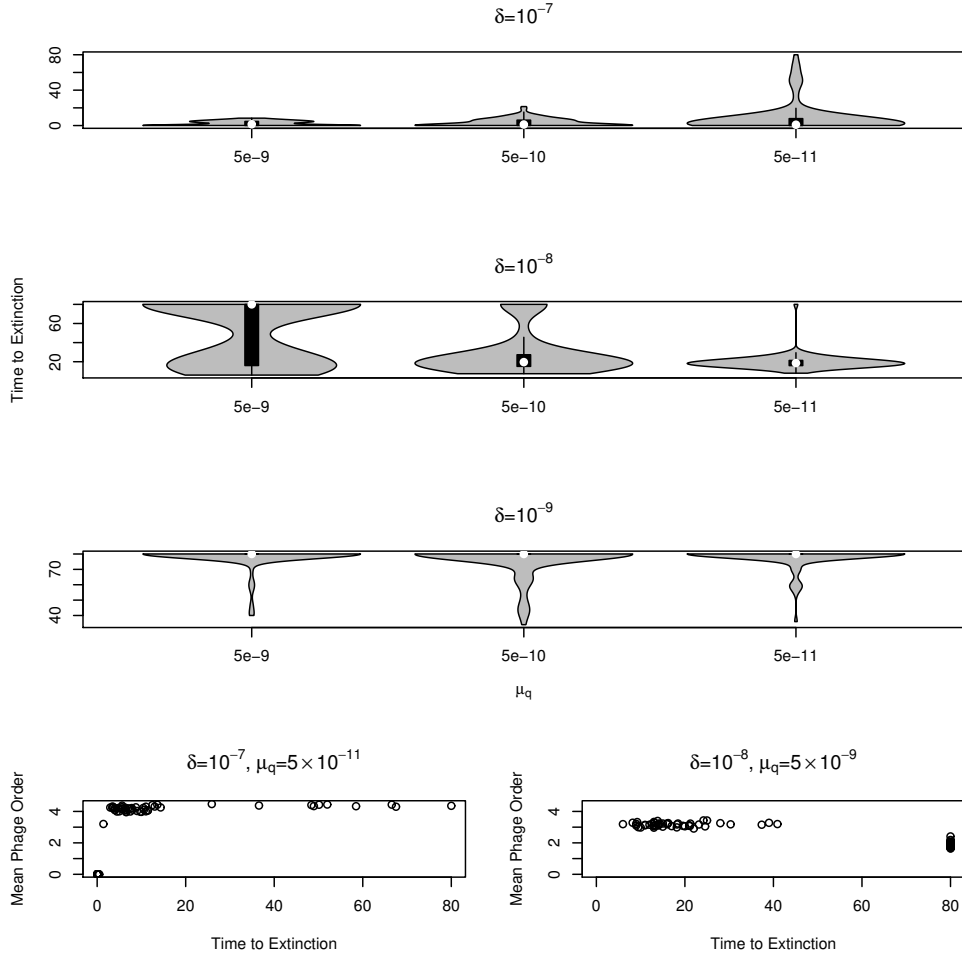 δ=10⁻⁷
80
40
0
5e−9 5e−10 5e−11
δ=10⁻⁸
Time to Extinction
60
20
5e−9 5e−10 5e−11
δ=10⁻⁹
70
40
5e−9 5e−10 5e−11
μq
δ=10⁻⁷, μq=5×10⁻¹¹
Mean Phage Order
4
2
0
0 20 40 60 80
Time to Extinction
δ=10⁻⁸, μq=5×10⁻⁹
Mean Phage Order
4
2
0
0 20 40 60 80
Time to Extinction